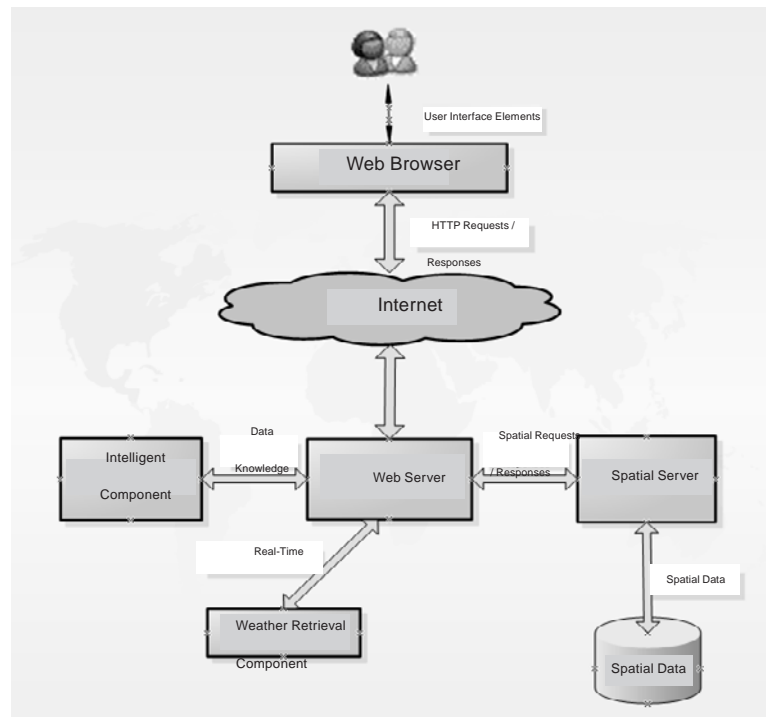 User Interface Elements
Web Browser
HTTP Requests /
Responses
Internet
Data
Knowledge
Spatial Requests
/ Responses
Intelligent
Component
Web Server
Spatial Server
Real-Time
Spatial Data
Weather Retrieval
Component
Spatial Data